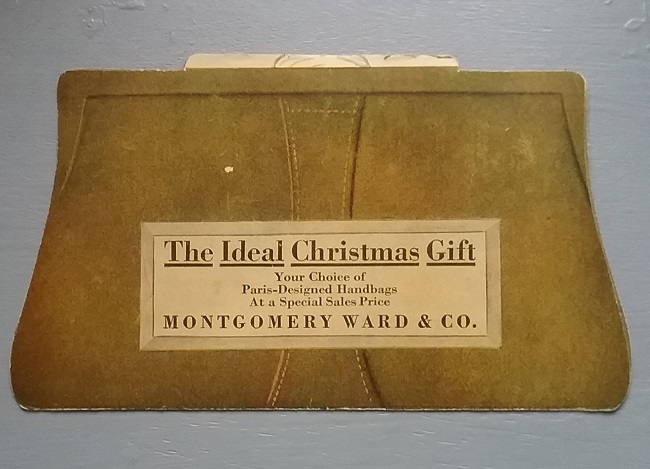 The Ideal Christmas Gift
Your Choice of
Paris-Designed Handbags
At a Special Sales Price
MONTGOMERY WARD & CO.